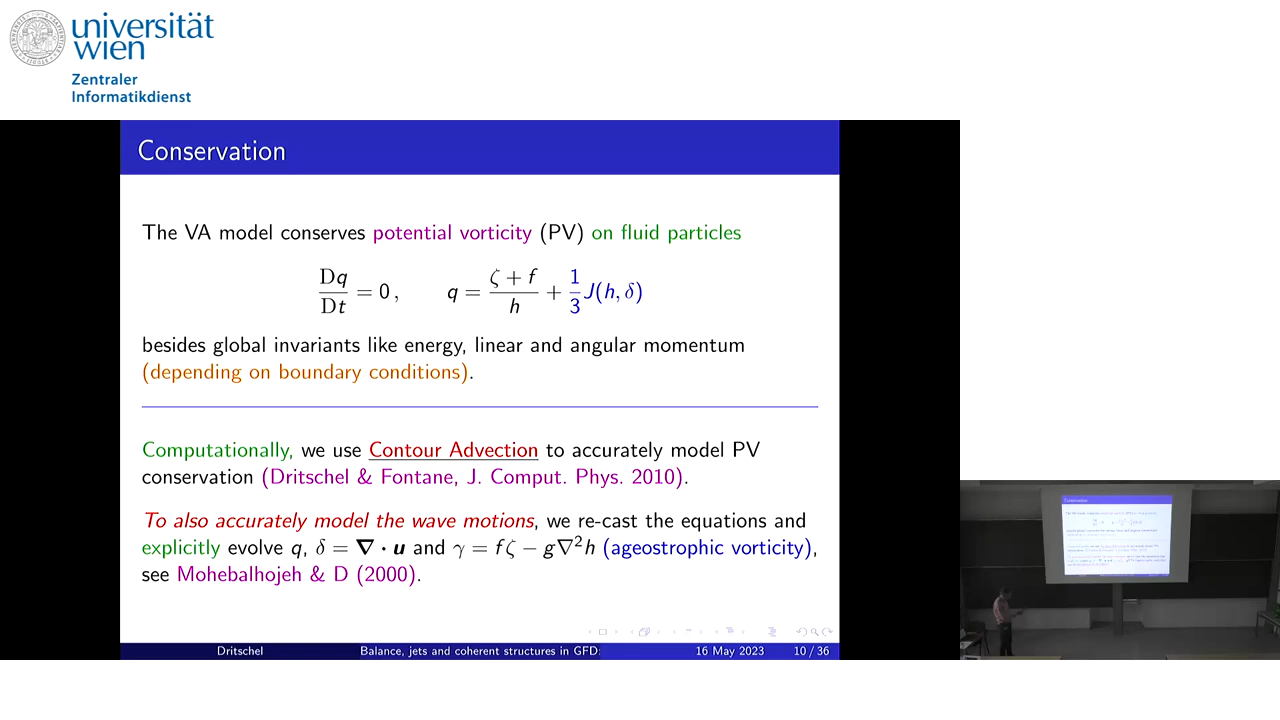 universität
wien
Zentraler
Informatikdienst
Conservation
The VA model conserves potential vorticity (PV) on fluid particles
Dq/Dt = 0, q = (ζ + f)/h + 1/3 J(h, δ)
besides global invariants like energy, linear and angular momentum
(depending on boundary conditions).
Computationally, we use Contour Advection to accurately model PV
conservation (Dritschel & Fontane, J. Comput. Phys. 2010).
To also accurately model the wave motions, we re-cast the equations and
explicitly evolve q, δ = ∇ · u and γ = fζ − g∇²h (ageostrophic vorticity),
see Mohebalhojeh & D (2000).
Dritschel Balance, jets and coherent structures in GFD: 16 May 2023 10 / 36
Conservation